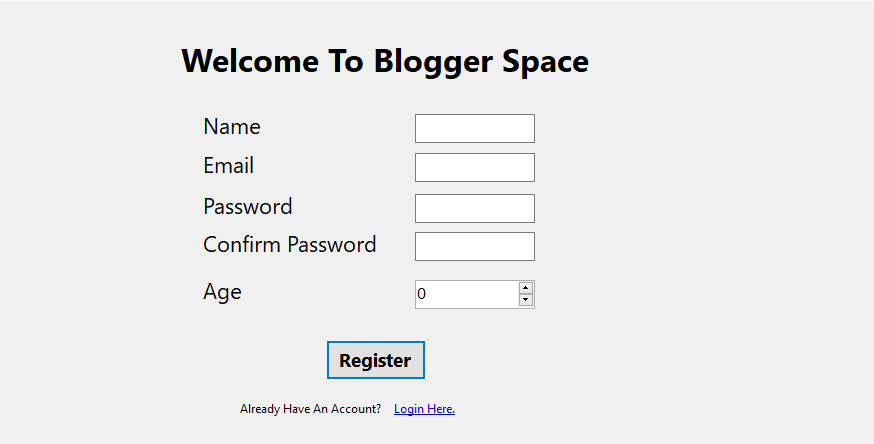 Welcome To Blogger Space
Name
Email
Password
Confirm Password
Age 0
Register
Already Have An Account? Login Here.